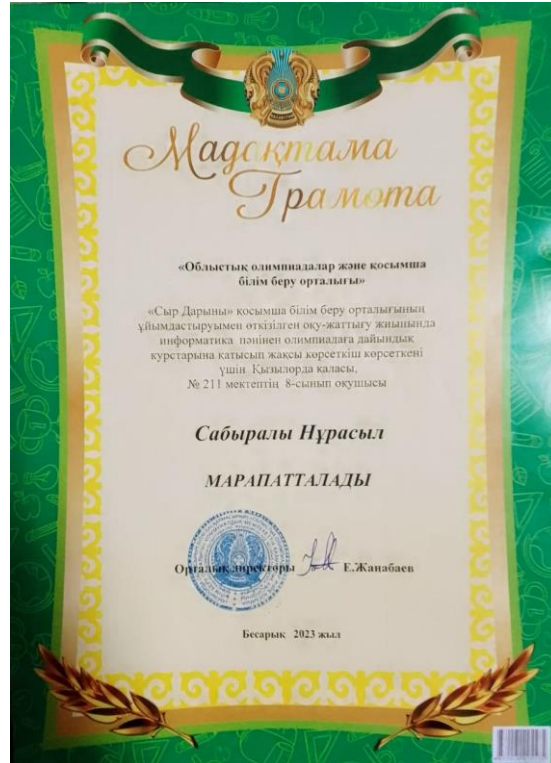 Мадақтама
Грамота
«Облыстық олимпиадалар және қосымша
білім беру орталығы»
«Сыр Дарыны» қосымша білім беру орталығының
ұйымдастыруымен өткізілген оқу-жаттығу жиынында
информатика пәнінен олимпиадаға дайындық
курстарына қатысып жақсы көрсеткіш көрсеткені
үшін Қызылорда қаласы,
№ 211 мектептің 8-сынып оқушысы
Сабыралы Нұрасыл
МАРАПАТТАЛАДЫ
Орталық директоры Е.Жаңабаев
Бесарық 2023 жыл